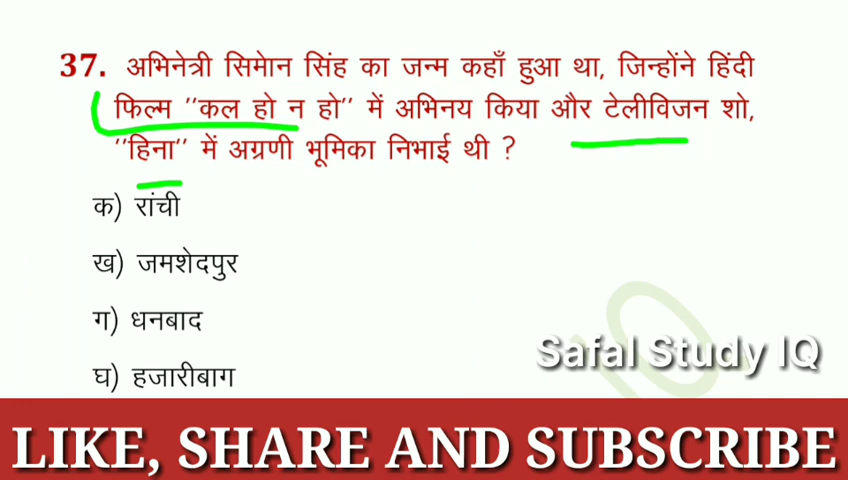 37. अभिनेत्री सिमोन सिंह का जन्म कहाँ हुआ था, जिन्होंने हिंदी
फिल्म ''कल हो न हो'' में अभिनय किया और टेलीविजन शो,
''हिना'' में अग्रणी भूमिका निभाई थी ?
क) रांची
ख) जमशेदपुर
ग) धनबाद
Safal Study IQ
घ) हजारीबाग
LIKE, SHARE AND SUBSCRIBE